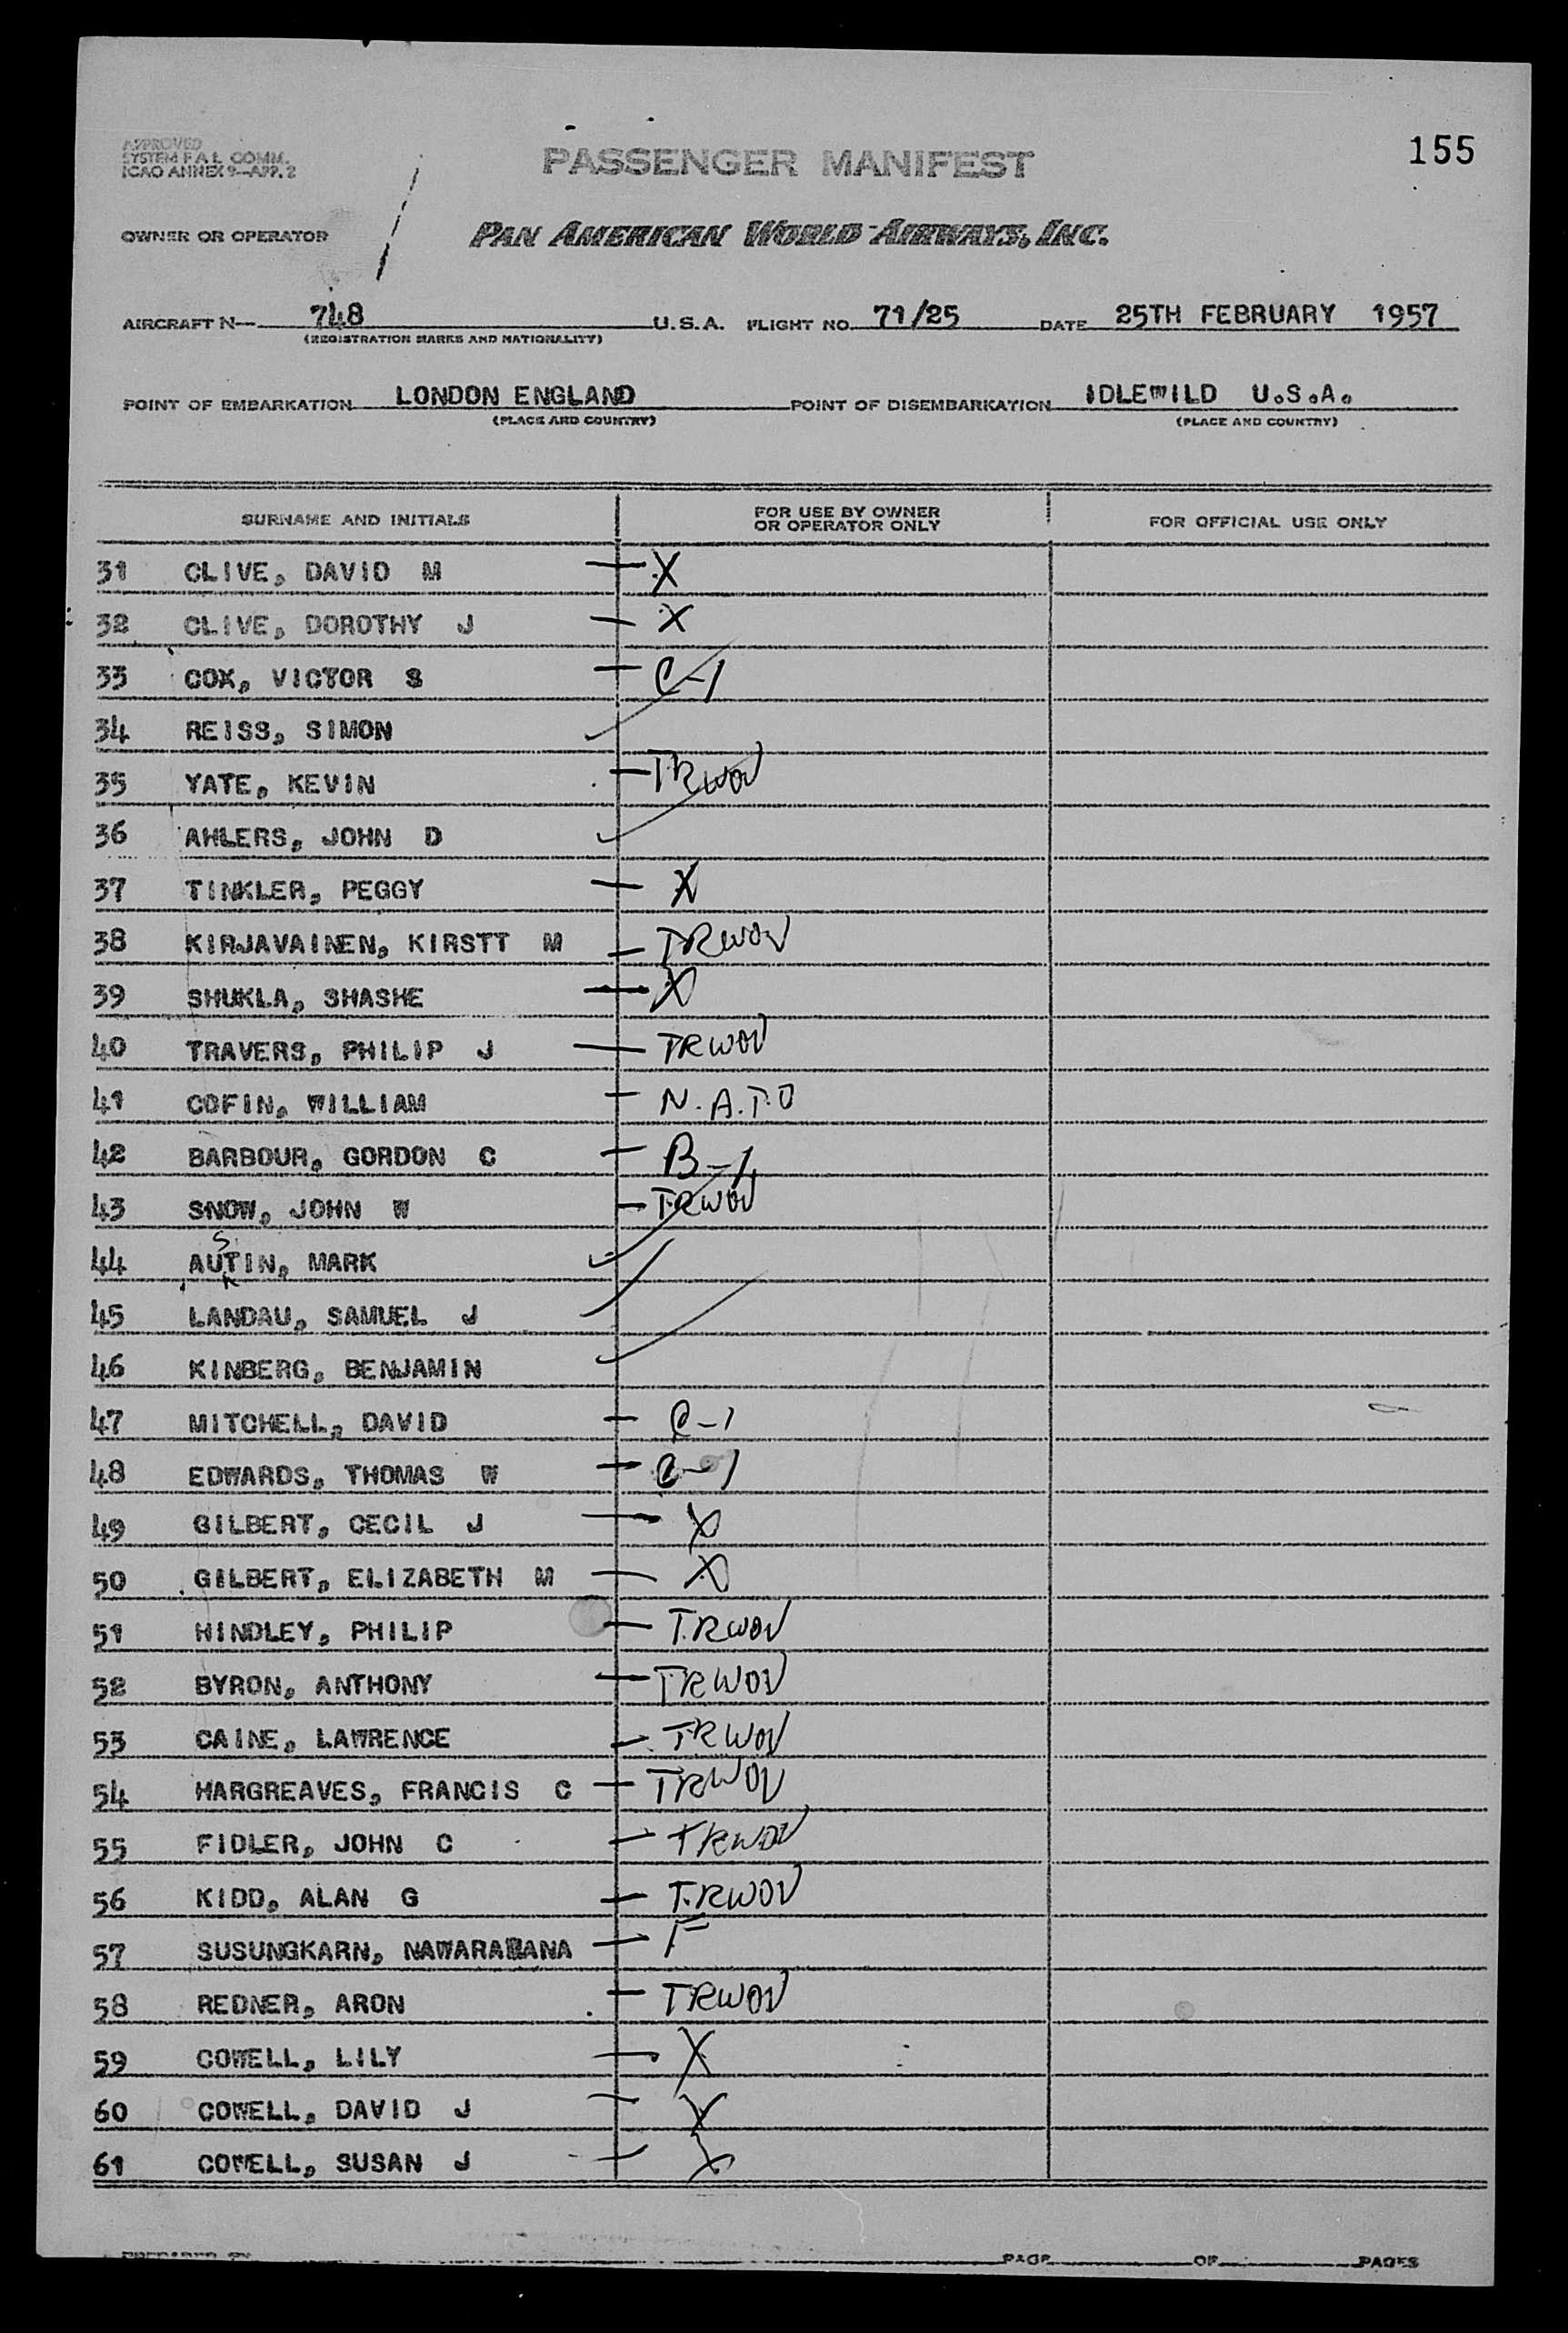 155
APPROVED
SYSTEM F A L COMM.
ICAO ANNEX 9—APP. 2
PASSENGER MANIFEST
OWNER OR OPERATOR PAN AMERICAN WORLD AIRWAYS, INC.
AIRCRAFT N— 748 U.S.A. FLIGHT NO. 71/25 DATE 25TH FEBRUARY 1957
(REGISTRATION MARKS AND NATIONALITY)
POINT OF EMBARKATION LONDON ENGLAND POINT OF DISEMBARKATION IDLEWILD U.S.A.
(PLACE AND COUNTRY) (PLACE AND COUNTRY)
SURNAME AND INITIALS FOR USE BY OWNER OR OPERATOR ONLY FOR OFFICIAL USE ONLY
31 CLIVE, DAVID M — X
32 CLIVE, DOROTHY J — X
33 COX, VICTOR S — C-1
34 REISS, SIMON ✓
35 YATE, KEVIN — TRWOV
36 AHLERS, JOHN D ✓
37 TINKLER, PEGGY — X
38 KIRJAVAINEN, KIRSTT M — TRWOV
39 SHUKLA, SHASHE — X
40 TRAVERS, PHILIP J — TRWOV
41 COFIN, WILLIAM — N.A.T.O
42 BARBOUR, GORDON C — B-1
43 SNOW, JOHN W — TRWOV
44 AUSTIN, MARK ✓
45 LANDAU, SAMUEL J ✓
46 KINBERG, BENJAMIN ✓
47 MITCHELL, DAVID — C-1
48 EDWARDS, THOMAS W — C-1
49 GILBERT, CECIL J — X
50 GILBERT, ELIZABETH M — X
51 HINDLEY, PHILIP — TRWOV
52 BYRON, ANTHONY — TRWOV
53 CAINE, LAWRENCE — TRWOV
54 HARGREAVES, FRANCIS C — TRWOV
55 FIDLER, JOHN C — TRWOV
56 KIDD, ALAN G — TRWOV
57 SUSUNGKARN, — F
58 REDNER, ARON — TRWOV
59 COWELL, LILY — X
60 COWELL, DAVID J — X
61 COWELL, SUSAN J — X
PREPARED BY PAGE OF PAGES